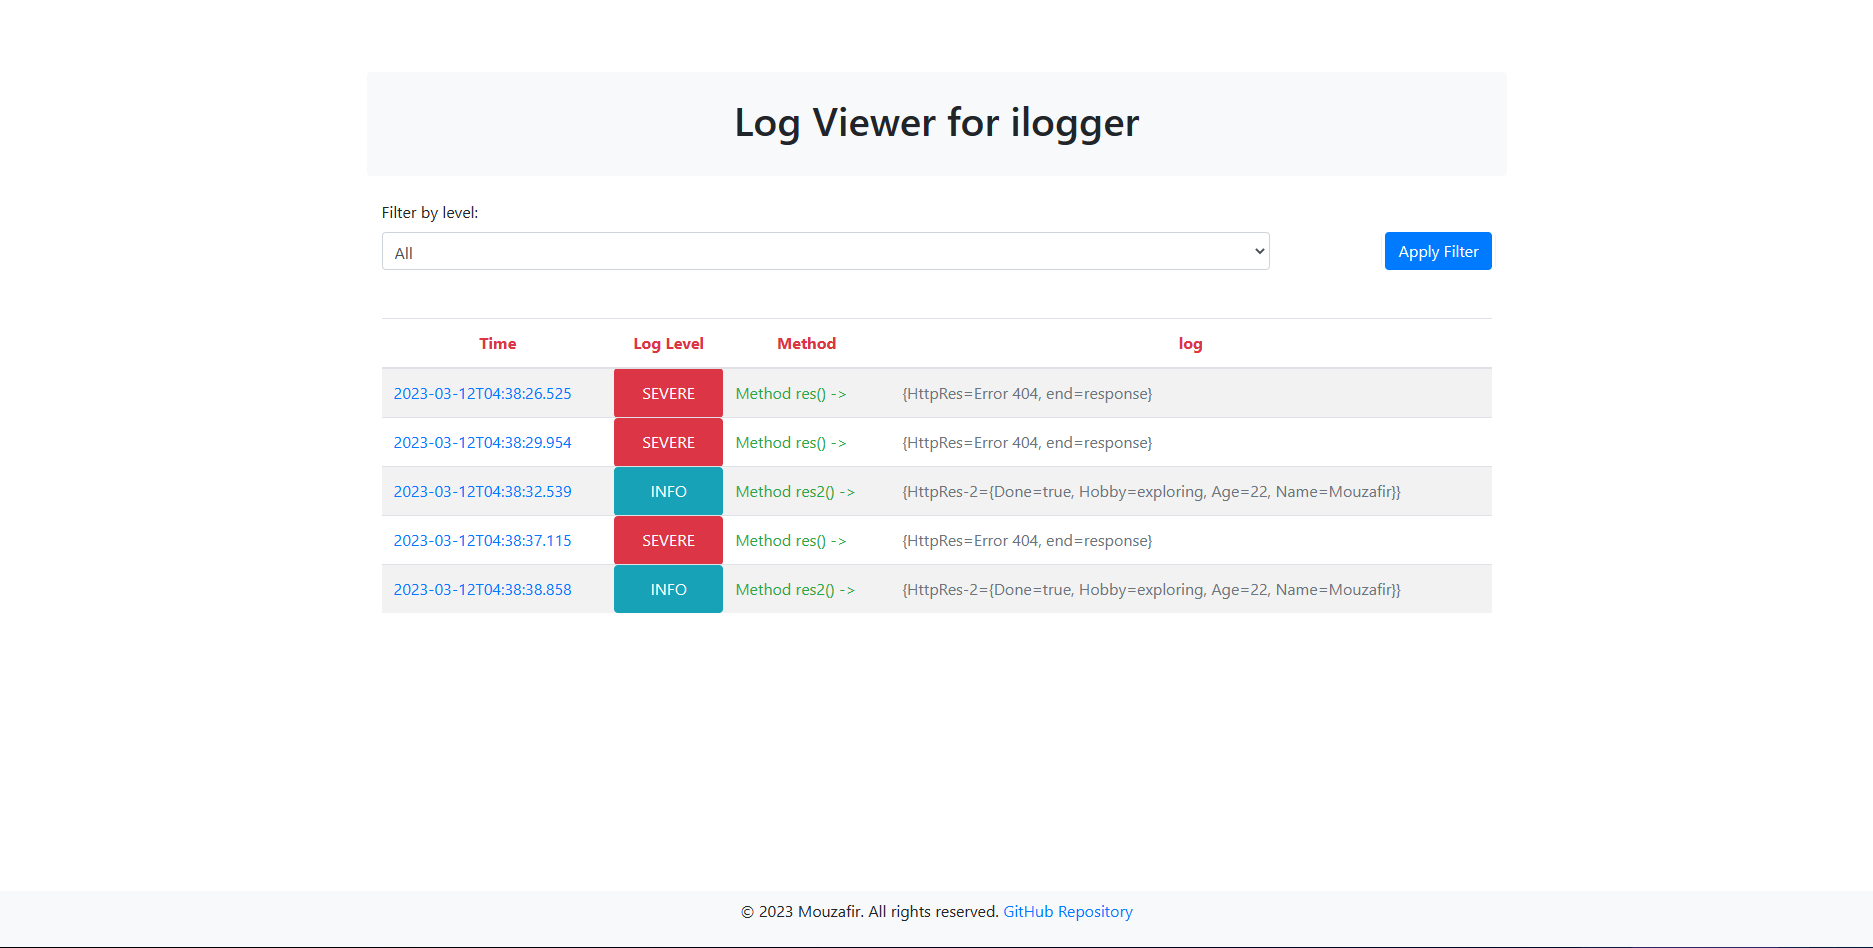 Log Viewer for ilogger
Filter by level:
All
Apply Filter
Time Log Level Method log
2023-03-12T04:38:26.525 SEVERE Method res() -> {HttpRes=Error 404, end=response}
2023-03-12T04:38:29.954 SEVERE Method res() -> {HttpRes=Error 404, end=response}
2023-03-12T04:38:32.539 INFO Method res2() -> {HttpRes-2={Done=true, Hobby=exploring, Age=22, Name=Mouzafir}}
2023-03-12T04:38:37.115 SEVERE Method res() -> {HttpRes=Error 404, end=response}
2023-03-12T04:38:38.858 INFO Method res2() -> {HttpRes-2={Done=true, Hobby=exploring, Age=22, Name=Mouzafir}}
© 2023 Mouzafir. All rights reserved. GitHub Repository